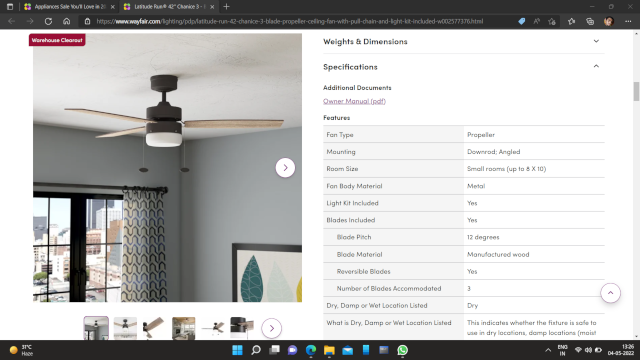 Appliances Sale You'll Love in 20
Latitude Run® 42" Chanice 3 -
https://www.wayfair.com/lighting/pdp/latitude-run-42-chanice-3-blade-propeller-ceiling-fan-with-pull-chain-and-light-kit-included-w002577376.html
Warehouse Clearout
Weights & Dimensions
Specifications
Additional Documents
Owner Manual (pdf)
Features
Fan Type Propeller
Mounting Downrod; Angled
Room Size Small rooms (up to 8 X 10)
Fan Body Material Metal
Light Kit Included Yes
Blades Included Yes
Blade Pitch 12 degrees
Blade Material Manufactured wood
Reversible Blades Yes
Number of Blades Accommodated 3
Dry, Damp or Wet Location Listed Dry
What is Dry, Damp or Wet Location Listed This indicates whether the fixture is safe to
use in dry locations, damp locations (moist
31°C
Haze
ENG
IN
13:26
04-05-2022